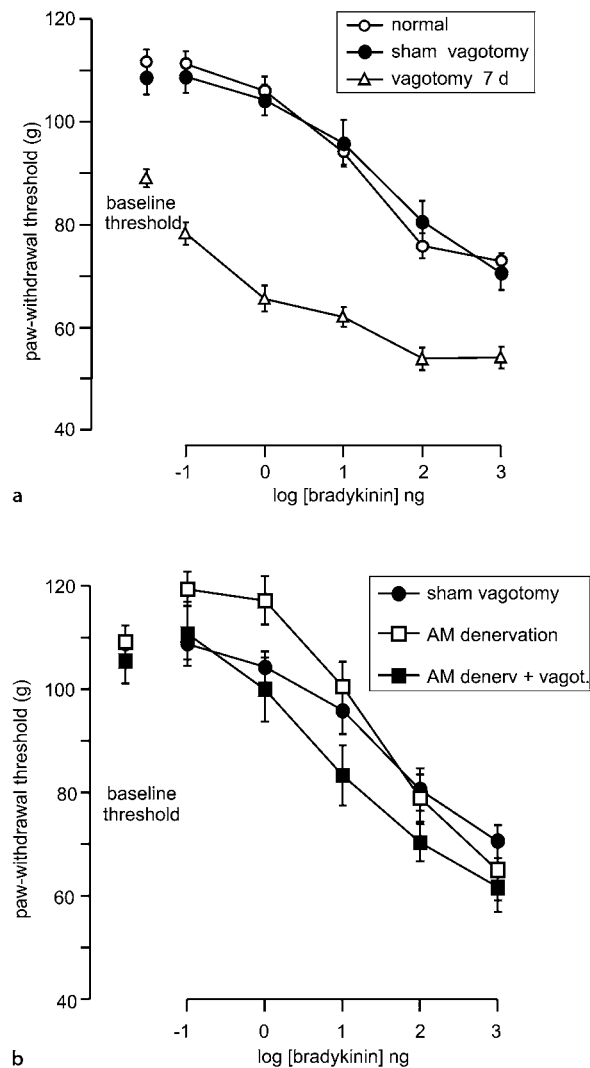 120
100
80
60
40
paw-withdrawal threshold (g)
normal
sham vagotomy
vagotomy 7 d
baseline
threshold
-1 0 1 2 3
log [bradykinin] ng
a
120
100
80
60
40
paw-withdrawal threshold (g)
sham vagotomy
AM denervation
AM denerv + vagot.
baseline
threshold
-1 0 1 2 3
log [bradykinin] ng
b